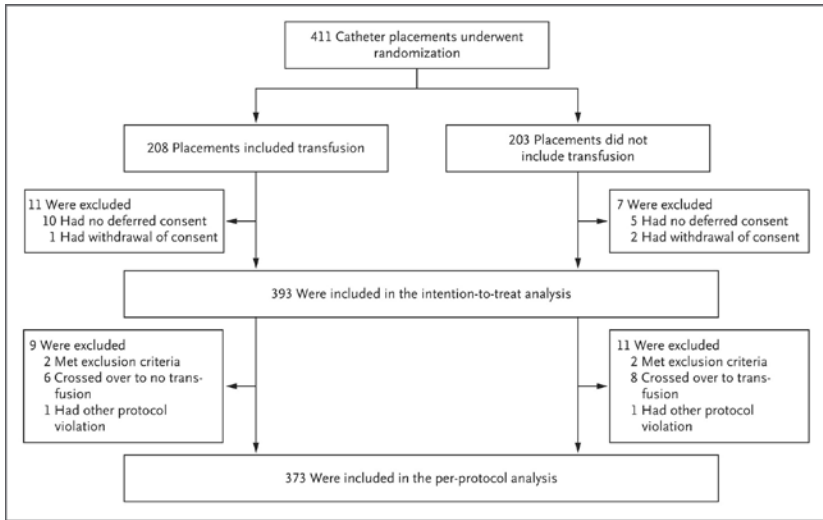 411 Catheter placements underwent
randomization
208 Placements included transfusion
203 Placements did not
include transfusion
11 Were excluded
10 Had no deferred consent
1 Had withdrawal of consent
7 Were excluded
5 Had no deferred consent
2 Had withdrawal of consent
393 Were included in the intention-to-treat analysis
9 Were excluded
2 Met exclusion criteria
6 Crossed over to no trans-
fusion
1 Had other protocol
violation
11 Were excluded
2 Met exclusion criteria
8 Crossed over to trans-
fusion
1 Had other protocol
violation
373 Were included in the per-protocol analysis